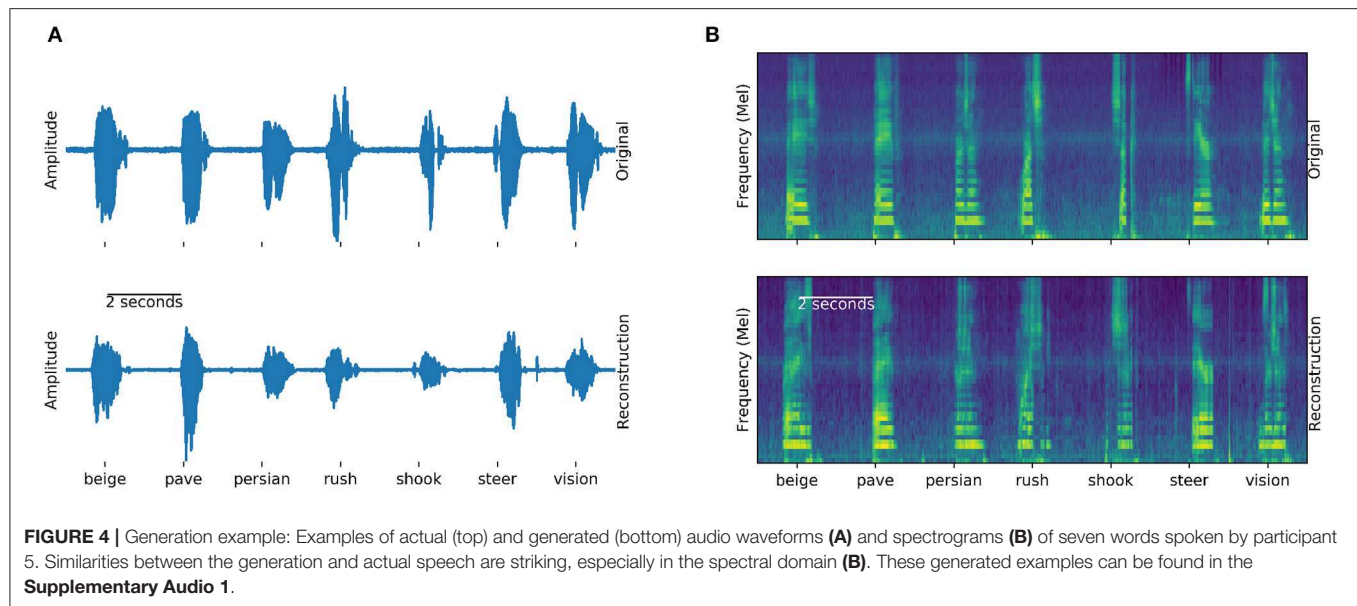 A
Amplitude
Original
2 seconds
Amplitude
Reconstruction
beige pave persian rush shook steer vision
B
Frequency (Mel)
Original
2 seconds
Frequency (Mel)
Reconstruction
beige pave persian rush shook steer vision
FIGURE 4 | Generation example: Examples of actual (top) and generated (bottom) audio waveforms (A) and spectrograms (B) of seven words spoken by participant
5. Similarities between the generation and actual speech are striking, especially in the spectral domain (B). These generated examples can be found in the
Supplementary Audio 1.